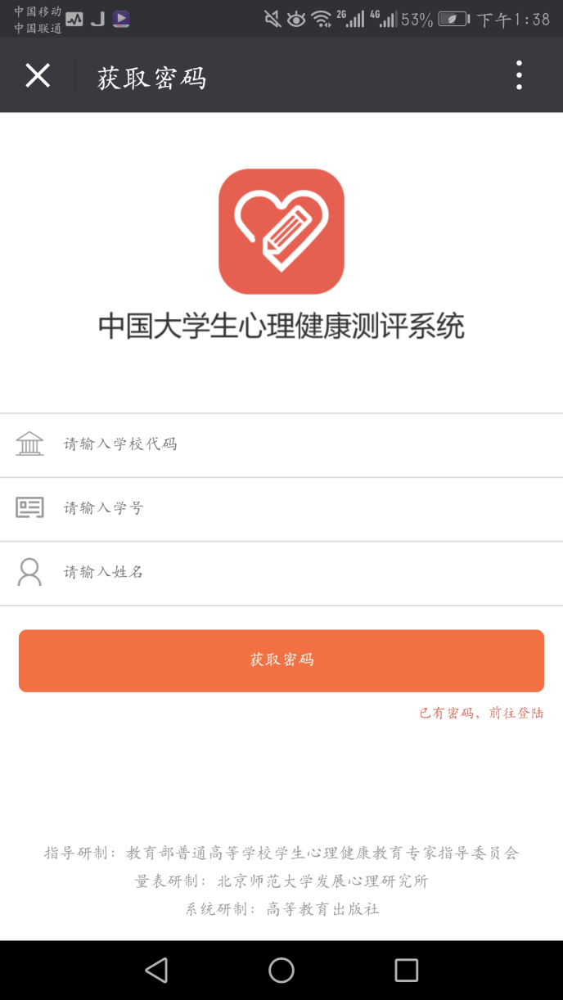 中国移动
中国联通
2G
4G
53%
下午1:38
获取密码
中国大学生心理健康测评系统
请输入学校代码
请输入学号
请输入姓名
获取密码
已有密码，前往登陆
指导研制：教育部普通高等学校学生心理健康教育专家指导委员会
量表研制：北京师范大学发展心理研究所
系统研制：高等教育出版社